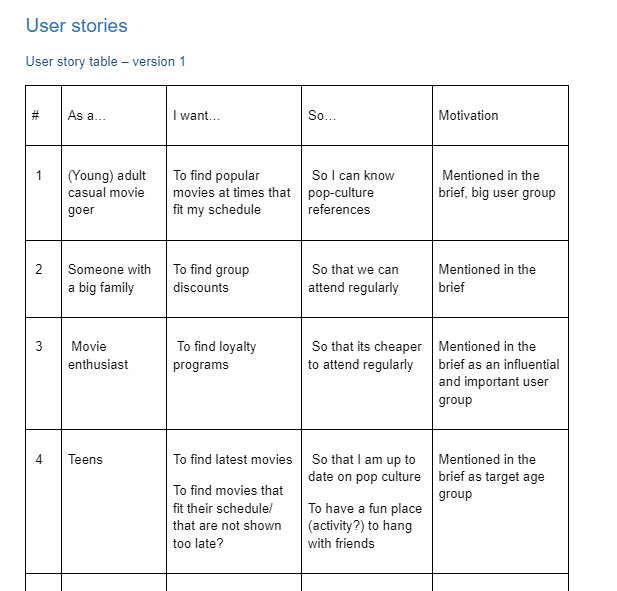 User stories
User story table – version 1
# As a… I want… So… Motivation
1 (Young) adult casual movie goer To find popular movies at times that fit my schedule So I can know pop-culture references Mentioned in the brief, big user group
2 Someone with a big family To find group discounts So that we can attend regularly Mentioned in the brief
3 Movie enthusiast To find loyalty programs So that its cheaper to attend regularly Mentioned in the brief as an influential and important user group
4 Teens To find latest movies To find movies that fit their schedule/ that are not shown too late? So that I am up to date on pop culture To have a fun place (activity?) to hang with friends Mentioned in the brief as target age group